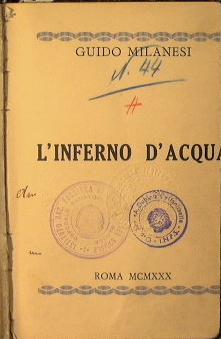 GUIDO MILANESI
N. 44
L'INFERNO D'ACQUA
ROMA MCMXXX